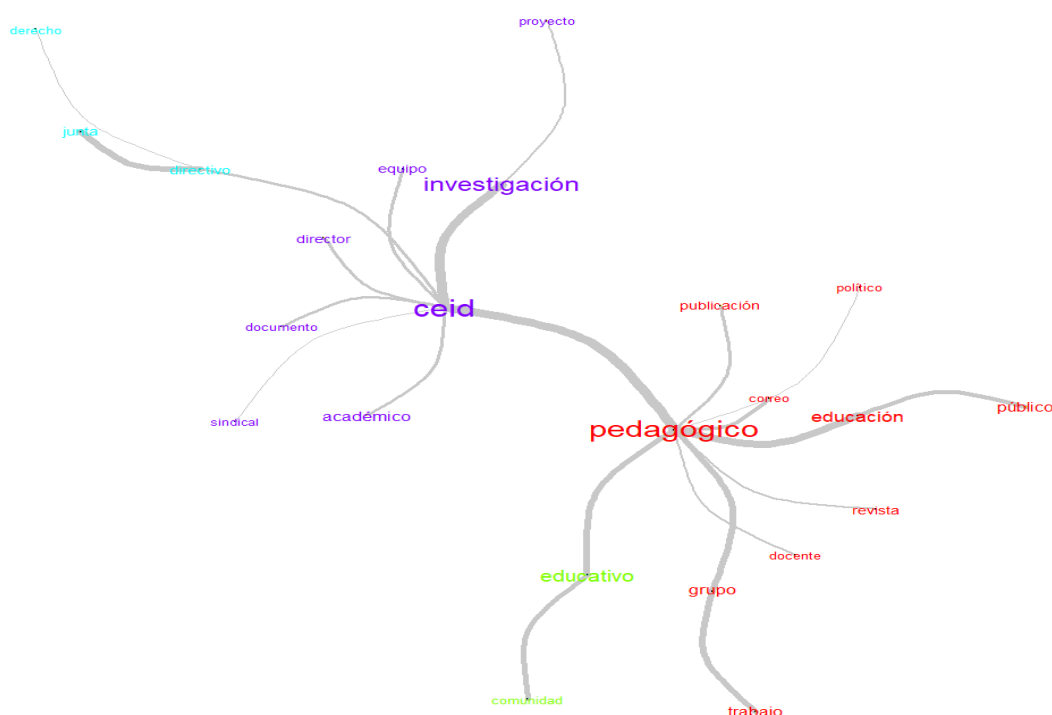 proyecto
derecho
junta
directivo
equipo
investigación
director
ceid
documento
sindical
académico
político
publicación
correo
público
educación
pedagógico
revista
docente
educativo
grupo
comunidad
trabajo